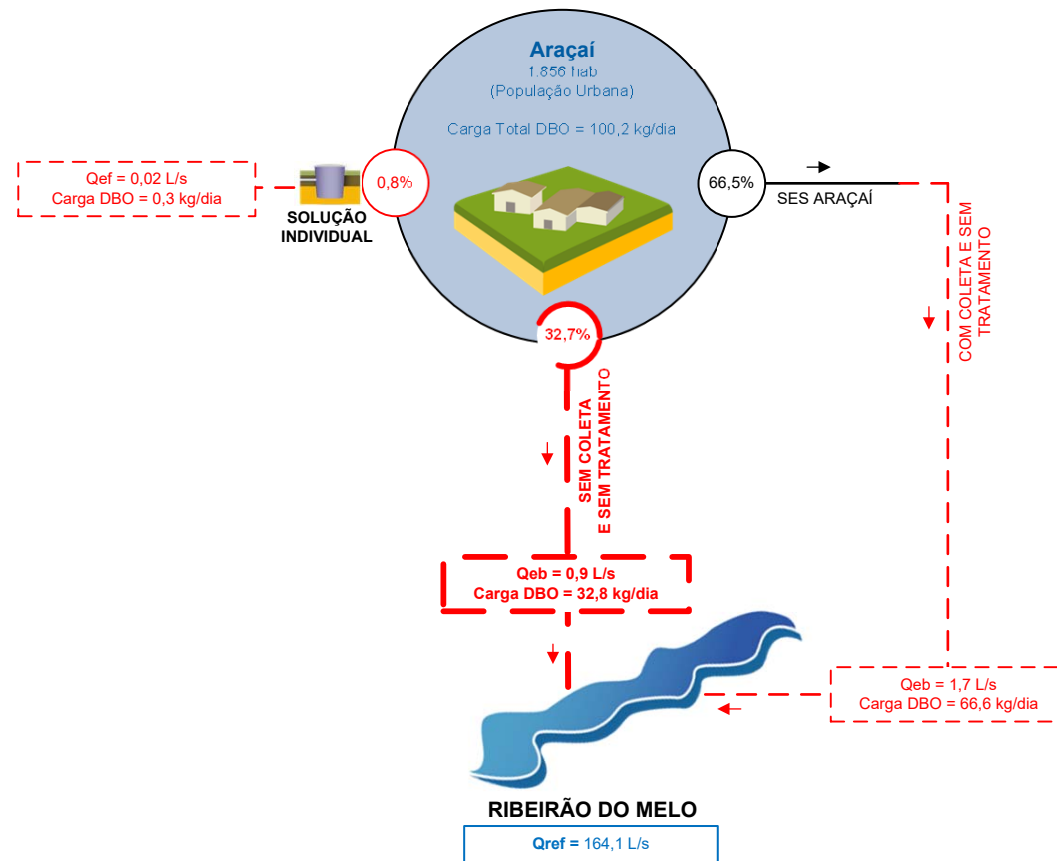 Araçaí
1.856 hab
(População Urbana)
Carga Total DBO = 100,2 kg/dia
Qef = 0,02 L/s
Carga DBO = 0,3 kg/dia
SOLUÇÃO
INDIVIDUAL
0,8%
66,5%
SES ARAÇAÍ
COM COLETA E SEM
TRATAMENTO
32,7%
SEM COLETA
E SEM TRATAMENTO
Qeb = 0,9 L/s
Carga DBO = 32,8 kg/dia
Qeb = 1,7 L/s
Carga DBO = 66,6 kg/dia
RIBEIRÃO DO MELO
Qref = 164,1 L/s